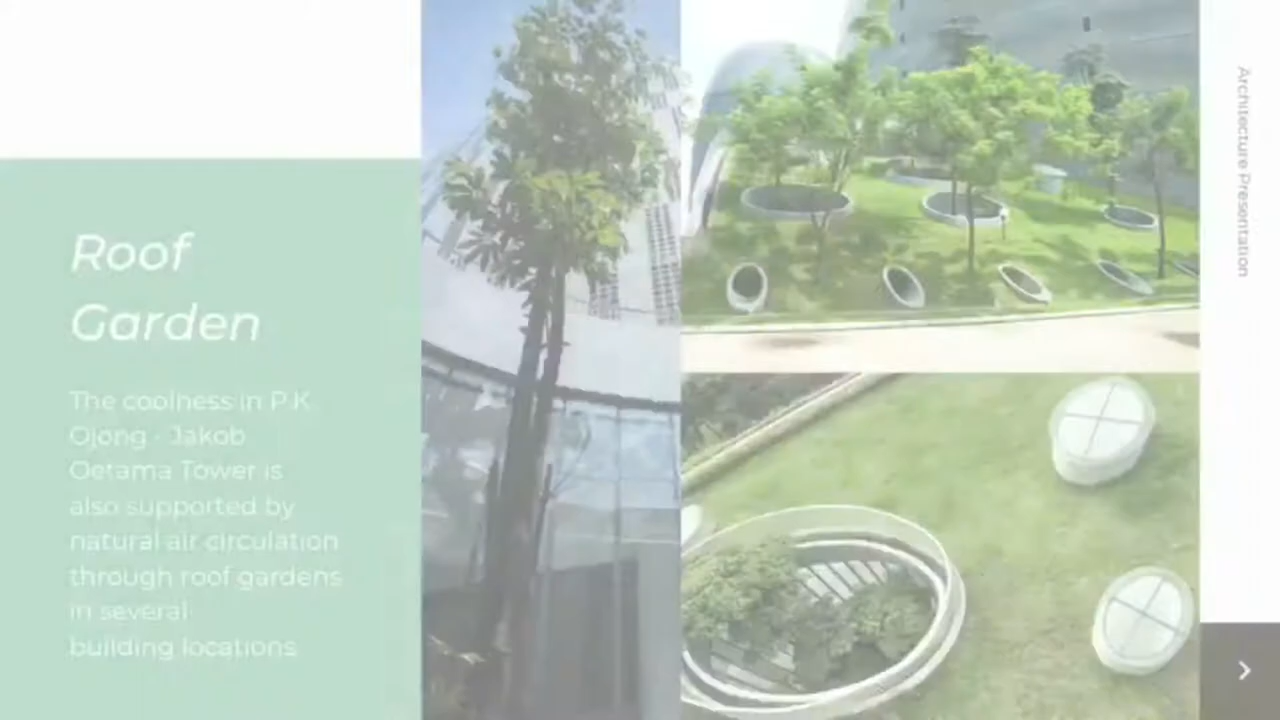 Roof
Garden
The coolness in P.K.
Ojong - Jakob
Oetama Tower is
also supported by
natural air circulation
through roof gardens
in several
building locations
Architecture Presentation